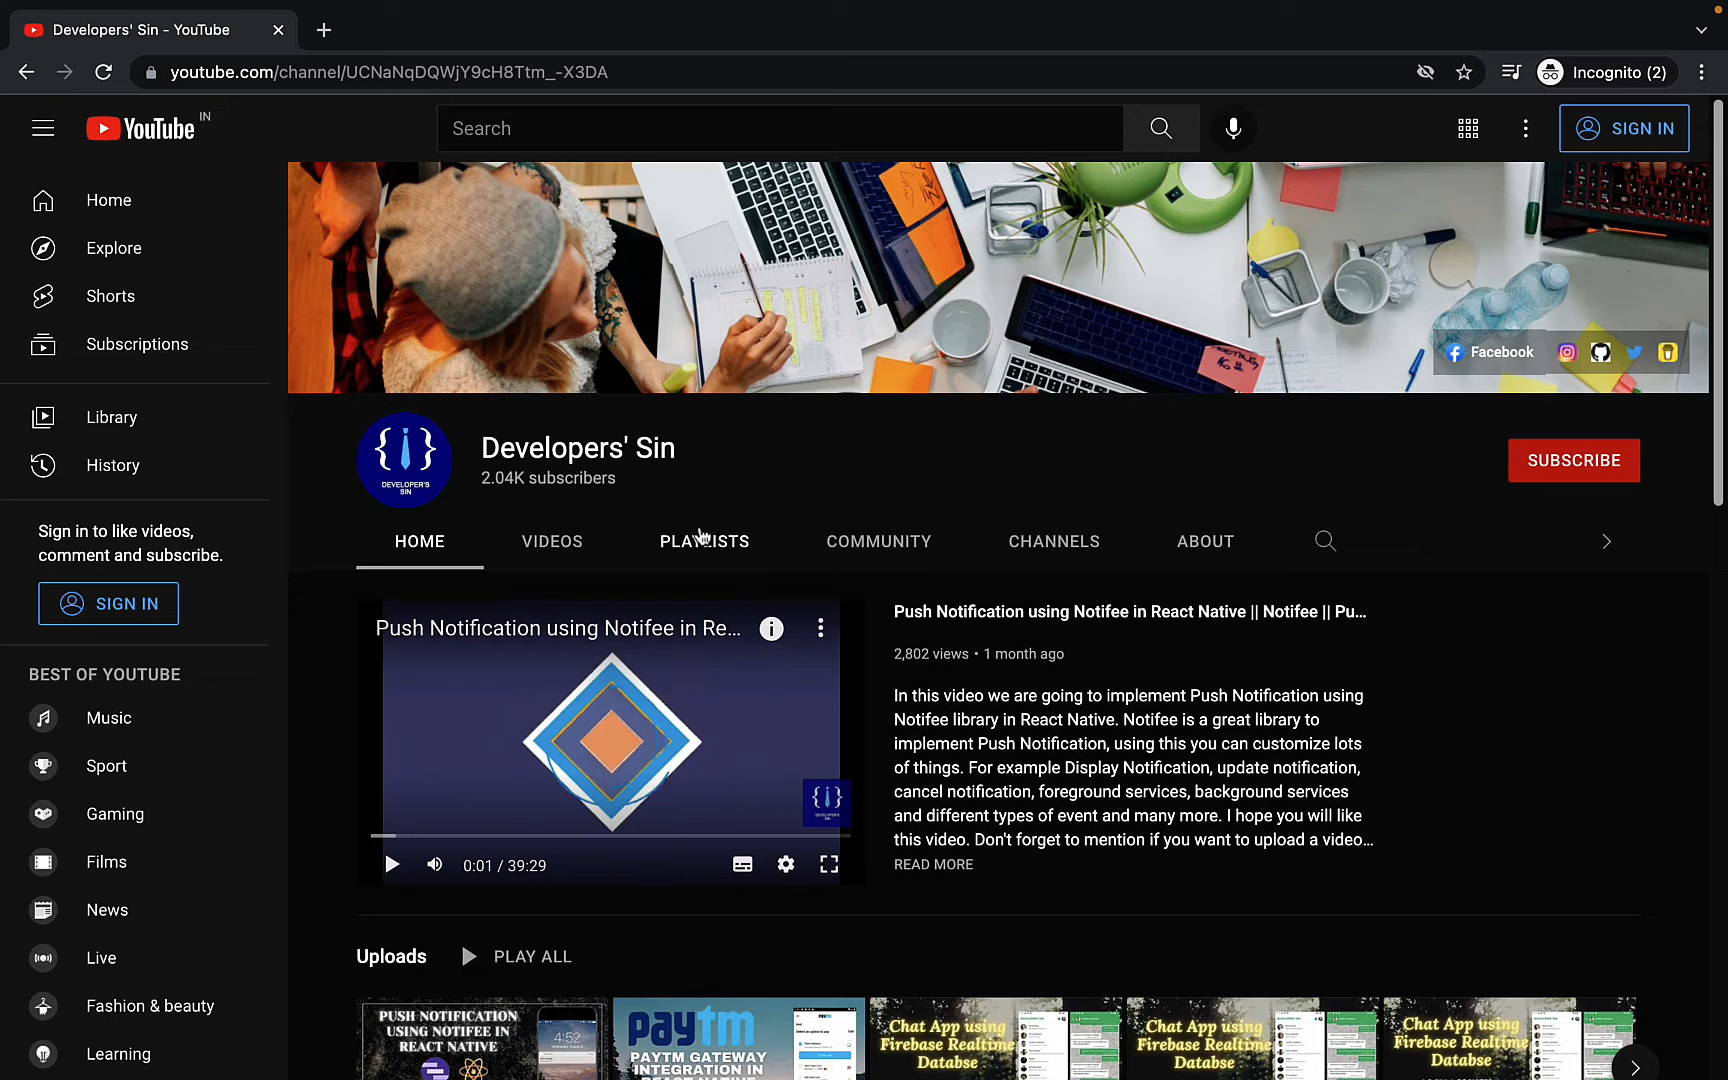 Developers' Sin - YouTube
youtube.com/channel/UCNaNqDQWjY9cH8Ttm_-X3DA
Incognito (2)
YouTube IN
Search
SIGN IN
Home
Explore
Shorts
Subscriptions
Library
History
Sign in to like videos,
comment and subscribe.
SIGN IN
BEST OF YOUTUBE
Music
Sport
Gaming
Films
News
Live
Fashion & beauty
Learning
Facebook
DEVELOPER'S
SIN
Developers' Sin
2.04K subscribers
SUBSCRIBE
HOME
VIDEOS
PLAYLISTS
COMMUNITY
CHANNELS
ABOUT
Push Notification using Notifee in Re...
0:01 / 39:29
Push Notification using Notifee in React Native || Notifee || Pu...
2,802 views • 1 month ago
In this video we are going to implement Push Notification using
Notifee library in React Native. Notifee is a great library to
implement Push Notification, using this you can customize lots
of things. For example Display Notification, update notification,
cancel notification, foreground services, background services
and different types of event and many more. I hope you will like
this video. Don't forget to mention if you want to upload a video...
READ MORE
Uploads
PLAY ALL
PUSH NOTIFICATION
USING NOTIFEE IN
REACT NATIVE
4:52
paytm
PAYTM GATEWAY
INTEGRATION IN
Chat App using
Firebase Realtime
Databse
Chat App using
Firebase Realtime
Databse
Chat App using
Firebase Realtime
Databse